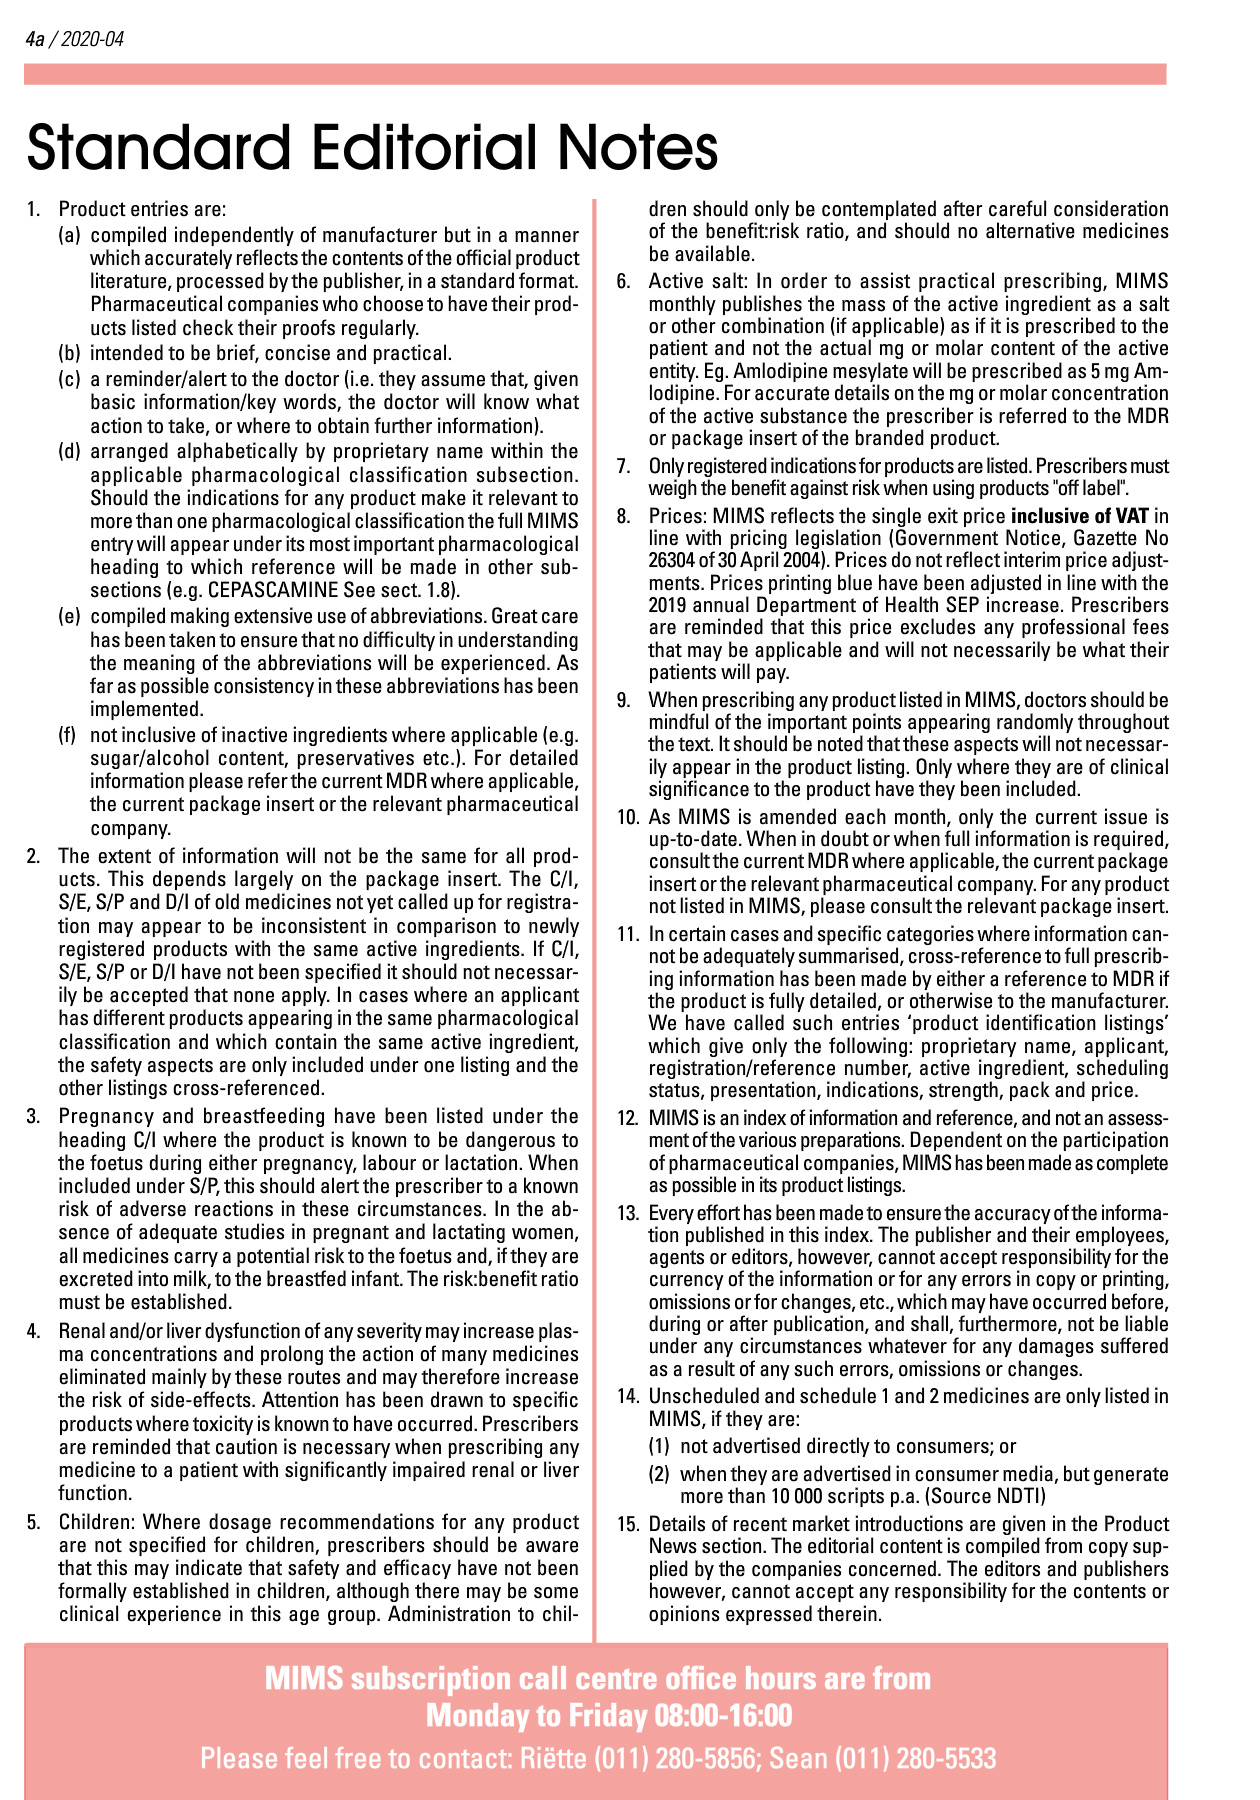 4a / 2020-04
Standard Editorial Notes
1. Product entries are:
(a) compiled independently of manufacturer but in a manner
which accurately reflects the contents of the official product
literature, processed by the publisher, in a standard format.
Pharmaceutical companies who choose to have their prod-
ucts listed check their proofs regularly.
(b) intended to be brief, concise and practical.
(c) a reminder/alert to the doctor (i.e. they assume that, given
basic information/key words, the doctor will know what
action to take, or where to obtain further information).
(d) arranged alphabetically by proprietary name within the
applicable pharmacological classification subsection.
Should the indications for any product make it relevant to
more than one pharmacological classification the full MIMS
entry will appear under its most important pharmacological
heading to which reference will be made in other sub-
sections (e.g. CEPASCAMINE See sect. 1.8).
(e) compiled making extensive use of abbreviations. Great care
has been taken to ensure that no difficulty in understanding
the meaning of the abbreviations will be experienced. As
far as possible consistency in these abbreviations has been
implemented.
(f) not inclusive of inactive ingredients where applicable (e.g.
sugar/alcohol content, preservatives etc.). For detailed
information please refer the current MDR where applicable,
the current package insert or the relevant pharmaceutical
company.
2. The extent of information will not be the same for all prod-
ucts. This depends largely on the package insert. The C/I,
S/E, S/P and D/I of old medicines not yet called up for registra-
tion may appear to be inconsistent in comparison to newly
registered products with the same active ingredients. If C/I,
S/E, S/P or D/I have not been specified it should not necessar-
ily be accepted that none apply. In cases where an applicant
has different products appearing in the same pharmacological
classification and which contain the same active ingredient,
the safety aspects are only included under one listing and the
other listings cross-referenced.
3. Pregnancy and breastfeeding have been listed under the
heading C/I where the product is known to be dangerous to
the foetus during either pregnancy, labour or lactation. When
included under S/P, this should alert the prescriber to a known
risk of adverse reactions in these circumstances. In the ab-
sence of adequate studies in pregnant and lactating women,
all medicines carry a potential risk to the foetus and, if they are
excreted into milk, to the breastfed infant. The risk:benefit ratio
must be established.
4. Renal and/or liver dysfunction of any severity may increase plas-
ma concentrations and prolong the action of many medicines
eliminated mainly by these routes and may therefore increase
the risk of side-effects. Attention has been drawn to specific
products where toxicity is known to have occurred. Prescribers
are reminded that caution is necessary when prescribing any
medicine to a patient with significantly impaired renal or liver
function.
5. Children: Where dosage recommendations for any product
are not specified for children, prescribers should be aware
that this may indicate that safety and efficacy have not been
formally established in children, although there may be some
clinical experience in this age group. Administration to chil-
dren should only be contemplated after careful consideration
of the benefit:risk ratio, and should no alternative medicines
be available.
6. Active salt: In order to assist practical prescribing, MIMS
monthly publishes the mass of the active ingredient as a salt
or other combination (if applicable) as if it is prescribed to the
patient and not the actual mg or molar content of the active
entity. Eg. Amlodipine mesylate will be prescribed as 5 mg Am-
lodipine. For accurate details on the mg or molar concentration
of the active substance the prescriber is referred to the MDR
or package insert of the branded product.
7. Only registered indications for products are listed. Prescribers must
weigh the benefit against risk when using products "off label".
8. Prices: MIMS reflects the single exit price inclusive of VAT in
line with pricing legislation (Government Notice, Gazette No
26304 of 30 April 2004). Prices do not reflect interim price adjust-
ments. Prices printing blue have been adjusted in line with the
2019 annual Department of Health SEP increase. Prescribers
are reminded that this price excludes any professional fees
that may be applicable and will not necessarily be what their
patients will pay.
9. When prescribing any product listed in MIMS, doctors should be
mindful of the important points appearing randomly throughout
the text. It should be noted that these aspects will not necessar-
ily appear in the product listing. Only where they are of clinical
significance to the product have they been included.
10. As MIMS is amended each month, only the current issue is
up-to-date. When in doubt or when full information is required,
consult the current MDR where applicable, the current package
insert or the relevant pharmaceutical company. For any product
not listed in MIMS, please consult the relevant package insert.
11. In certain cases and specific categories where information can-
not be adequately summarised, cross-reference to full prescrib-
ing information has been made by either a reference to MDR if
the product is fully detailed, or otherwise to the manufacturer.
We have called such entries ‘product identification listings’
which give only the following: proprietary name, applicant,
registration/reference number, active ingredient, scheduling
status, presentation, indications, strength, pack and price.
12. MIMS is an index of information and reference, and not an assess-
ment of the various preparations. Dependent on the participation
of pharmaceutical companies, MIMS has been made as complete
as possible in its product listings.
13. Every effort has been made to ensure the accuracy of the informa-
tion published in this index. The publisher and their employees,
agents or editors, however, cannot accept responsibility for the
currency of the information or for any errors in copy or printing,
omissions or for changes, etc., which may have occurred before,
during or after publication, and shall, furthermore, not be liable
under any circumstances whatever for any damages suffered
as a result of any such errors, omissions or changes.
14. Unscheduled and schedule 1 and 2 medicines are only listed in
MIMS, if they are:
(1) not advertised directly to consumers; or
(2) when they are advertised in consumer media, but generate
more than 10 000 scripts p.a. (Source NDTI)
15. Details of recent market introductions are given in the Product
News section. The editorial content is compiled from copy sup-
plied by the companies concerned. The editors and publishers
however, cannot accept any responsibility for the contents or
opinions expressed therein.
MIMS subscription call centre office hours are from
Monday to Friday 08:00-16:00
Please feel free to contact: Riëtte (011) 280-5856; Sean (011) 280-5533